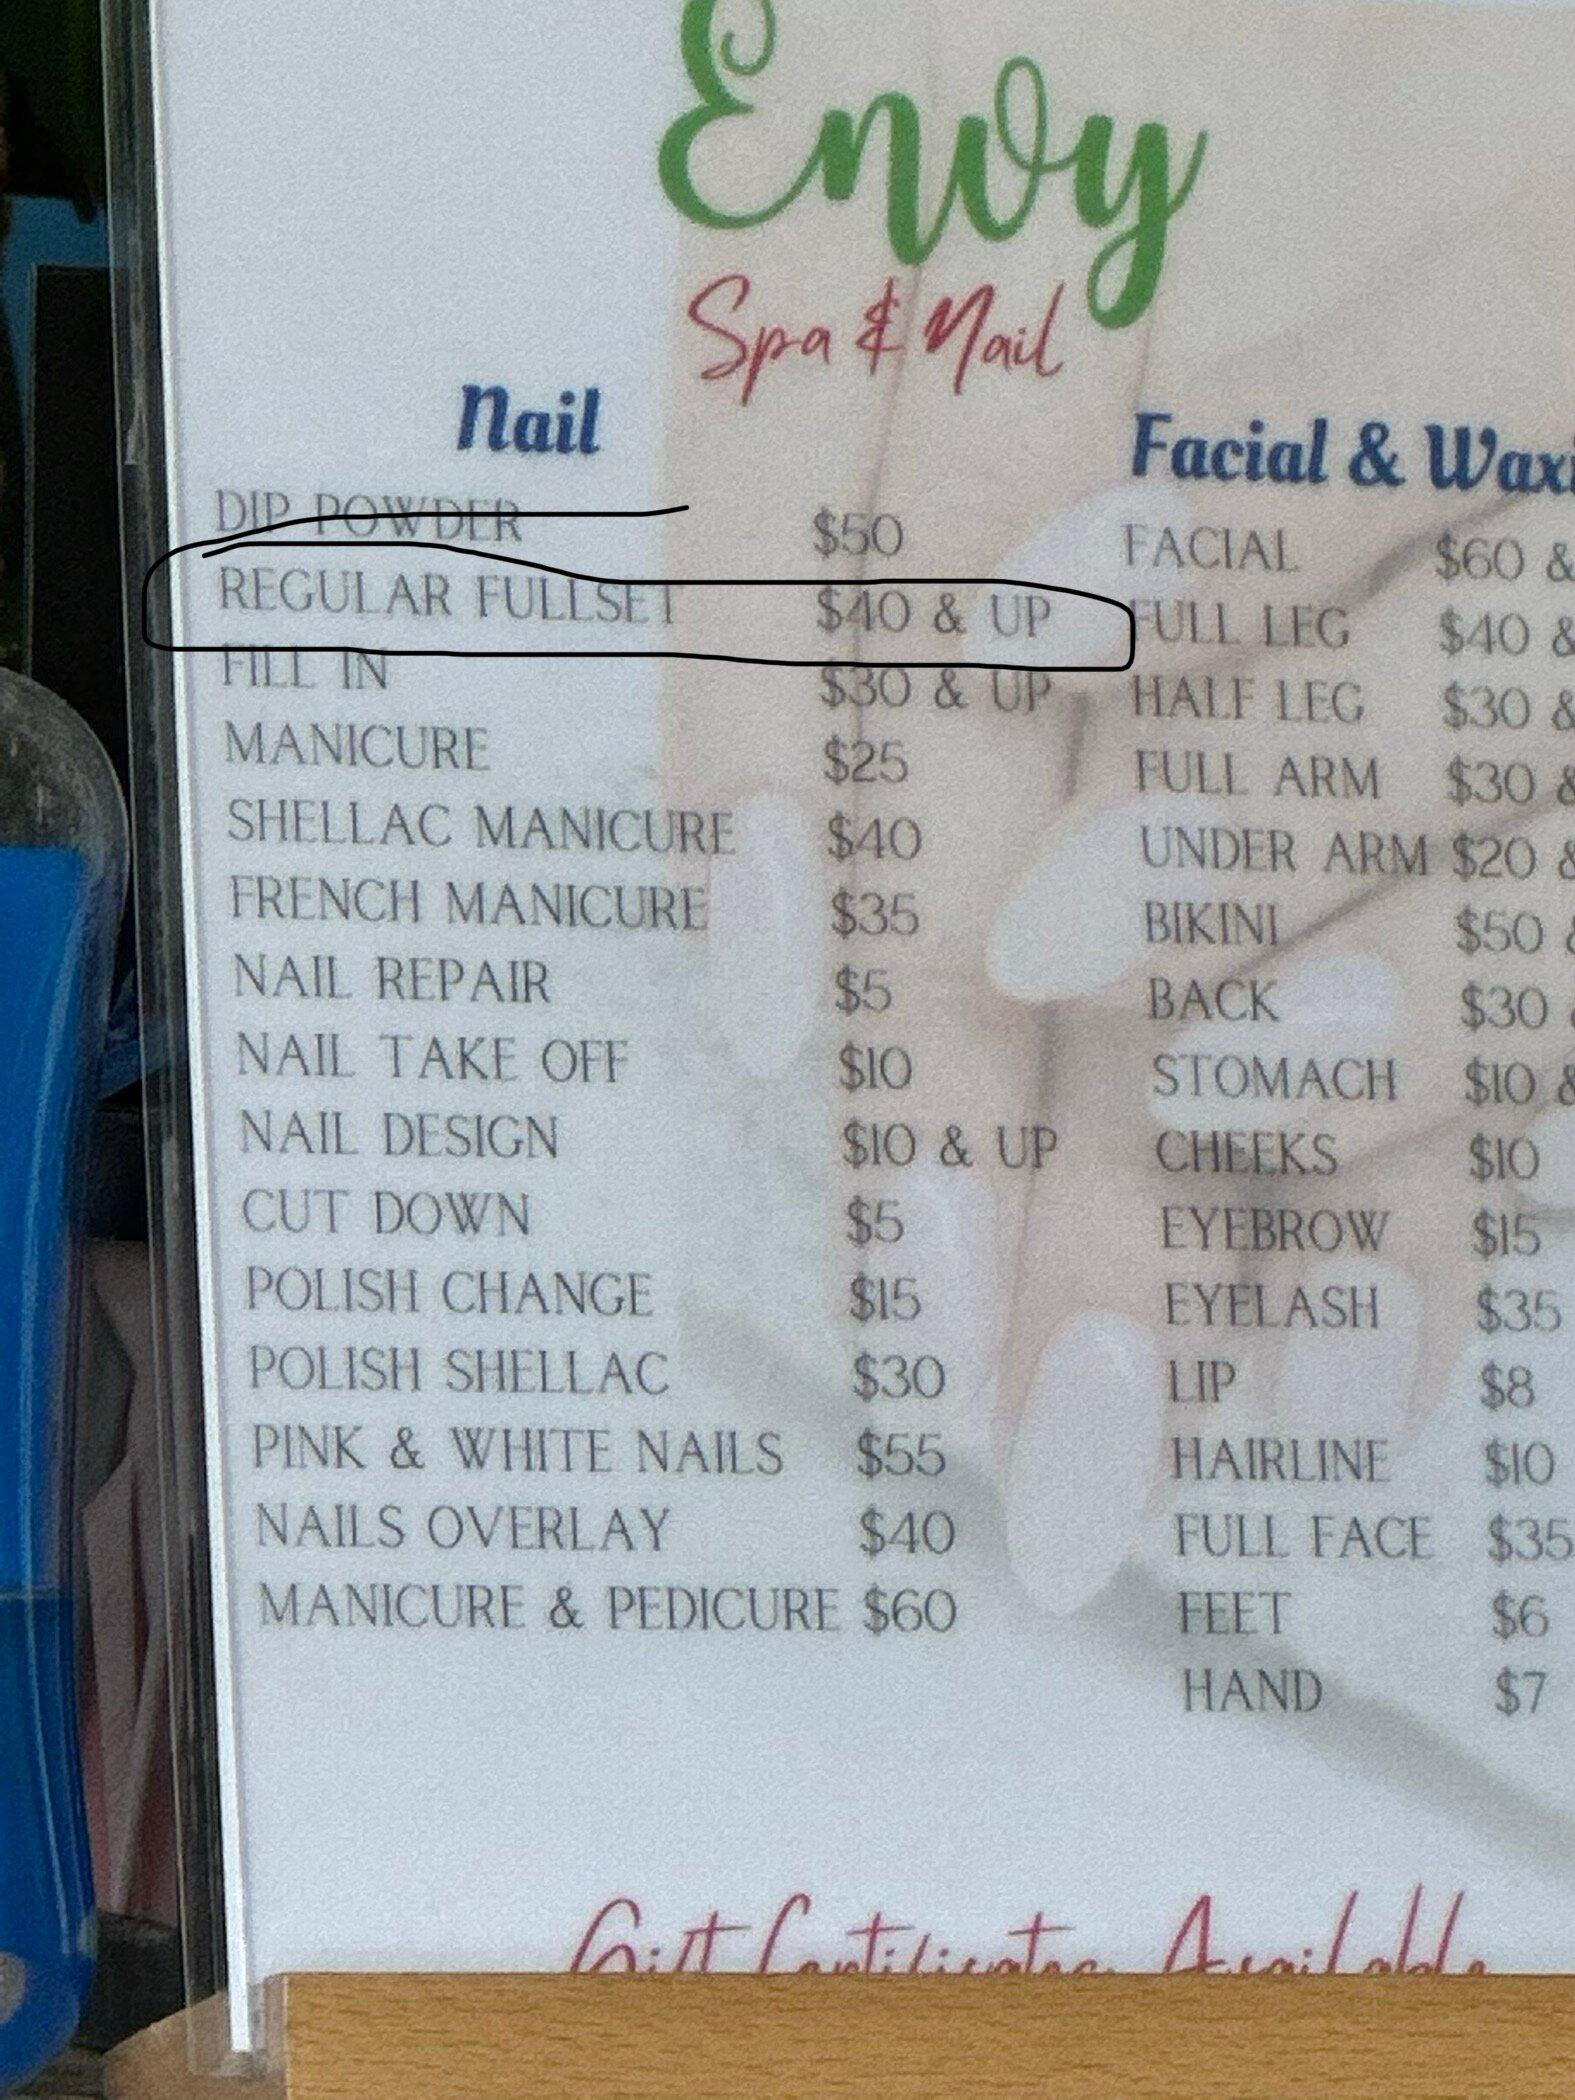 Envy
Spa & Nail
Nail
DIP POWDER $50
REGULAR FULLSET $40 & UP
FILL IN $30 & UP
MANICURE $25
SHELLAC MANICURE $40
FRENCH MANICURE $35
NAIL REPAIR $5
NAIL TAKE OFF $10
NAIL DESIGN $10 & UP
CUT DOWN $5
POLISH CHANGE $15
POLISH SHELLAC $30
PINK & WHITE NAILS $55
NAILS OVERLAY $40
MANICURE & PEDICURE $60
Facial & Waxi
FACIAL $60 &
FULL LEG $40 &
HALF LEG $30 &
FULL ARM $30 &
UNDER ARM $20 &
BIKINI $50 &
BACK $30 &
STOMACH $10 &
CHEEKS $10
EYEBROW $15
EYELASH $35
LIP $8
HAIRLINE $10
FULL FACE $35
FEET $6
HAND $7
Gift Certificates Available